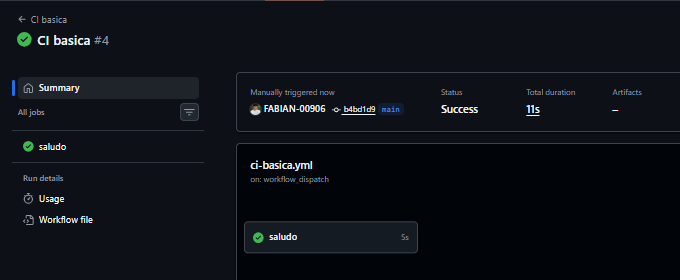 CI basica
CI basica #4
Summary
All jobs
saludo
Run details
Usage
Workflow file
Manually triggered now
FABIAN-00906 b4bd1d9 main
Status
Success
Total duration
11s
Artifacts
–
ci-basica.yml
on: workflow_dispatch
saludo 5s